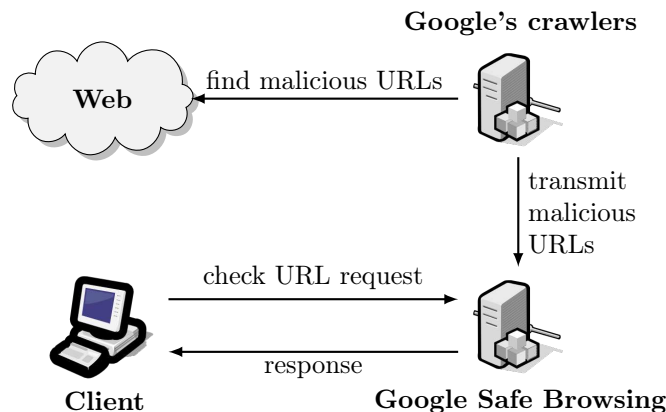 Google's crawlers
find malicious URLs
Web
transmit
malicious
URLs
check URL request
response
Client
Google Safe Browsing